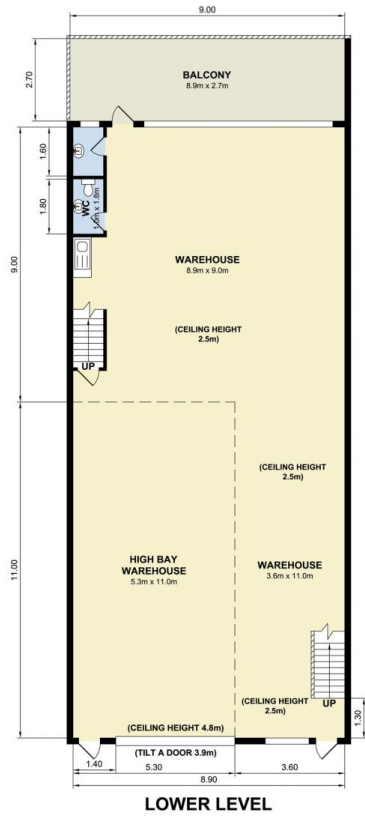 9.00
2.70
BALCONY
8.9m x 2.7m
1.60
1.80
WC
1.0m x 1.8m
9.00
WAREHOUSE
8.9m x 9.0m
(CEILING HEIGHT
2.5m)
UP
11.00
(CEILING HEIGHT
2.5m)
HIGH BAY
WAREHOUSE
5.3m x 11.0m
WAREHOUSE
3.6m x 11.0m
UP
(CEILING HEIGHT
2.5m)
1.30
(CEILING HEIGHT 4.8m)
(TILT A DOOR 3.9m)
1.40
5.30
3.60
8.90
LOWER LEVEL